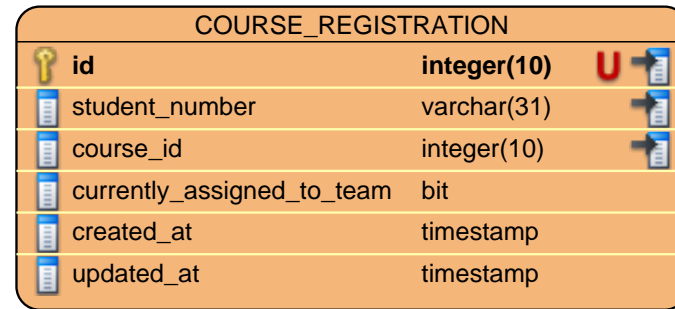 COURSE_REGISTRATION
id integer(10) U
student_number varchar(31)
course_id integer(10)
currently_assigned_to_team bit
created_at timestamp
updated_at timestamp